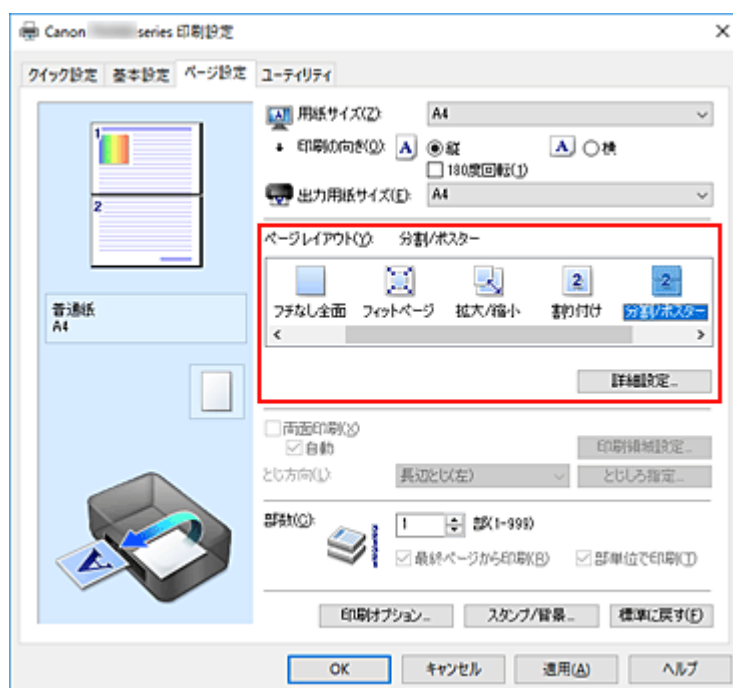 Canon series 印刷設定
クイック設定 基本設定 ページ設定 ユーティリティ
用紙サイズ(Z): A4
印刷の向き(O): A 縦 A 横
180度回転(J)
出力用紙サイズ(E): A4
ページレイアウト(Y): 分割/ポスター
フチなし全面 フィットページ 拡大/縮小 割り付け 分割/ポスター
詳細設定...
1
2
普通紙
A4
両面印刷(X)
自動
印刷領域設定...
とじ方向(L): 長辺とじ(左) とじしろ指定...
部数(C): 1 部(1-999)
最終ページから印刷(R) 部単位で印刷(T)
印刷オプション... スタンプ/背景... 標準に戻す(F)
OK キャンセル 適用(A) ヘルプ